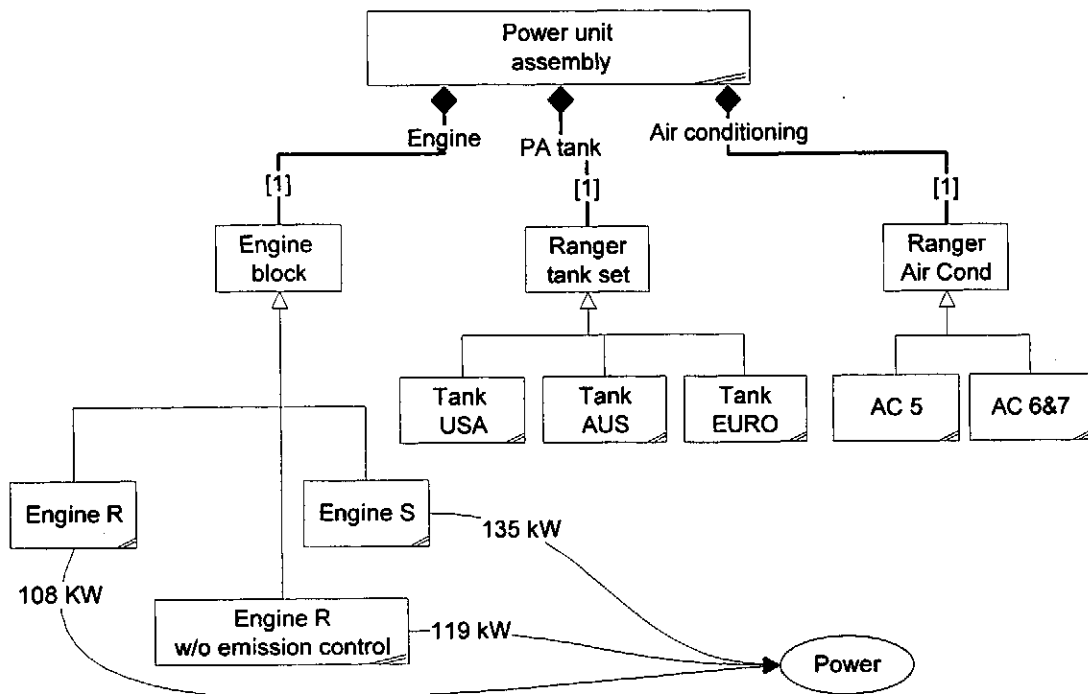 Power unit
assembly
Engine
PA tank
Air conditioning
[1]
[1]
[1]
Engine
block
Ranger
tank set
Ranger
Air Cond
Tank
USA
Tank
AUS
Tank
EURO
AC 5
AC 6&7
Engine R
Engine S
135 kW
108 KW
Engine R
w/o emission control
119 kW
Power